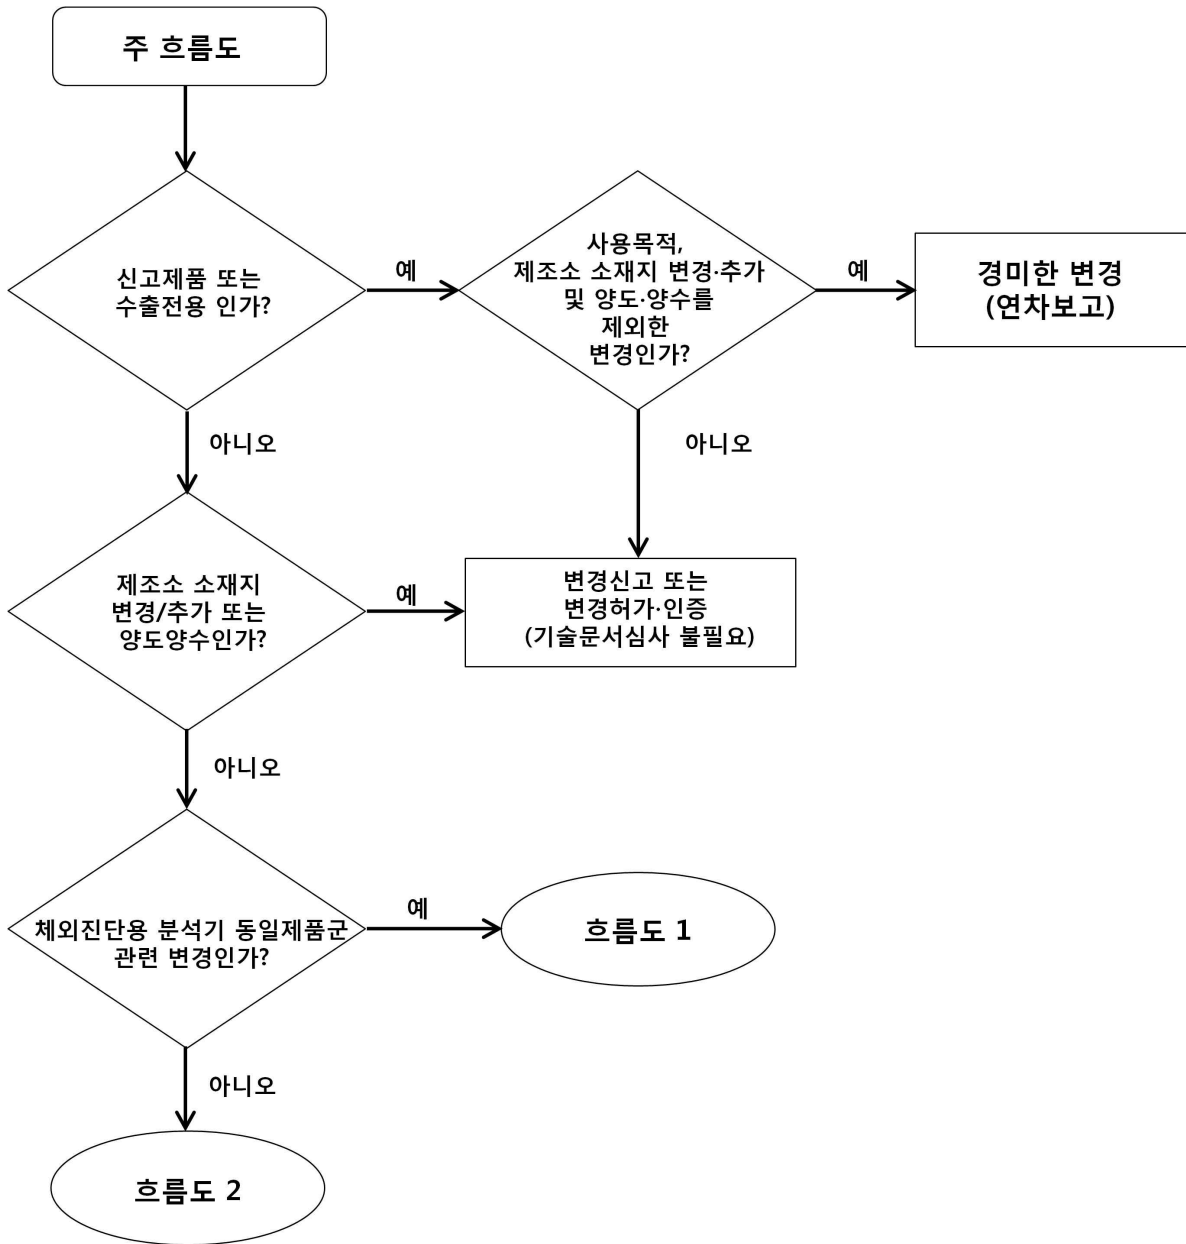 주 흐름도
신고제품 또는
수출전용 인가?
예
사용목적,
제조소 소재지 변경·추가
및 양도·양수를
제외한
변경인가?
예
경미한 변경
(연차보고)
아니오
아니오
제조소 소재지
변경/추가 또는
양도양수인가?
예
변경신고 또는
변경허가·인증
(기술문서심사 불필요)
아니오
체외진단용 분석기 동일제품군
관련 변경인가?
예
흐름도 1
아니오
흐름도 2